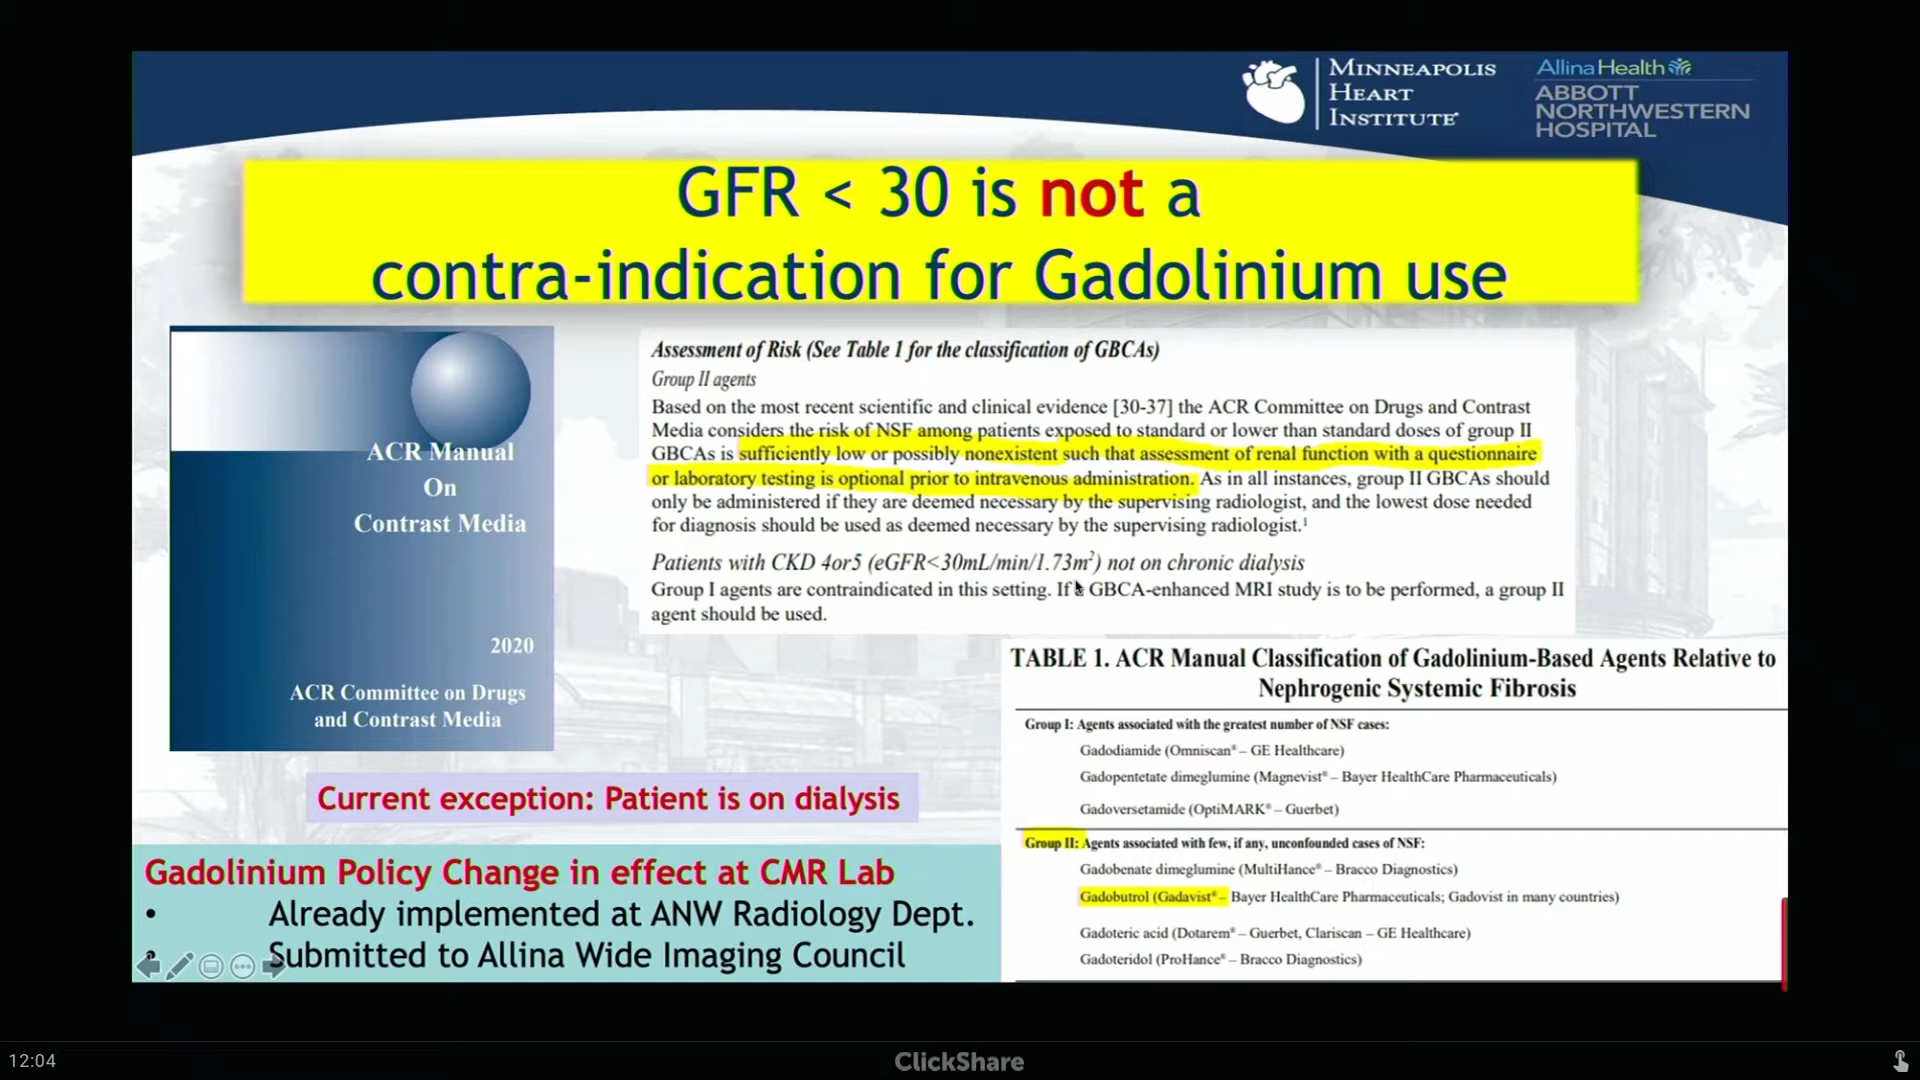 MINNEAPOLIS
HEART
INSTITUTE
AllinaHealth
ABBOTT
NORTHWESTERN
HOSPITAL
GFR < 30 is not a
contra-indication for Gadolinium use
ACR Manual
On
Contrast Media
2020
ACR Committee on Drugs
and Contrast Media
Assessment of Risk (See Table 1 for the classification of GBCAs)
Group II agents
Based on the most recent scientific and clinical evidence [30-37] the ACR Committee on Drugs and Contrast
Media considers the risk of NSF among patients exposed to standard or lower than standard doses of group II
GBCAs is sufficiently low or possibly nonexistent such that assessment of renal function with a questionnaire
or laboratory testing is optional prior to intravenous administration. As in all instances, group II GBCAs should
only be administered if they are deemed necessary by the supervising radiologist, and the lowest dose needed
for diagnosis should be used as deemed necessary by the supervising radiologist.¹
Patients with CKD 4or5 (eGFR<30mL/min/1.73m²) not on chronic dialysis
Group I agents are contraindicated in this setting. If GBCA-enhanced MRI study is to be performed, a group II
agent should be used.
TABLE 1. ACR Manual Classification of Gadolinium-Based Agents Relative to
Nephrogenic Systemic Fibrosis
Group I: Agents associated with the greatest number of NSF cases:
Gadodiamide (Omniscan® – GE Healthcare)
Gadopentetate dimeglumine (Magnevist® – Bayer HealthCare Pharmaceuticals)
Gadoversetamide (OptiMARK® – Guerbet)
Group II: Agents associated with few, if any, unconfounded cases of NSF:
Gadobenate dimeglumine (MultiHance® – Bracco Diagnostics)
Gadobutrol (Gadavist® – Bayer HealthCare Pharmaceuticals; Gadovist in many countries)
Gadoteric acid (Dotarem® – Guerbet, Clariscan – GE Healthcare)
Gadoteridol (ProHance® – Bracco Diagnostics)
Current exception: Patient is on dialysis
Gadolinium Policy Change in effect at CMR Lab
• Already implemented at ANW Radiology Dept.
• Submitted to Allina Wide Imaging Council
12:04
ClickShare